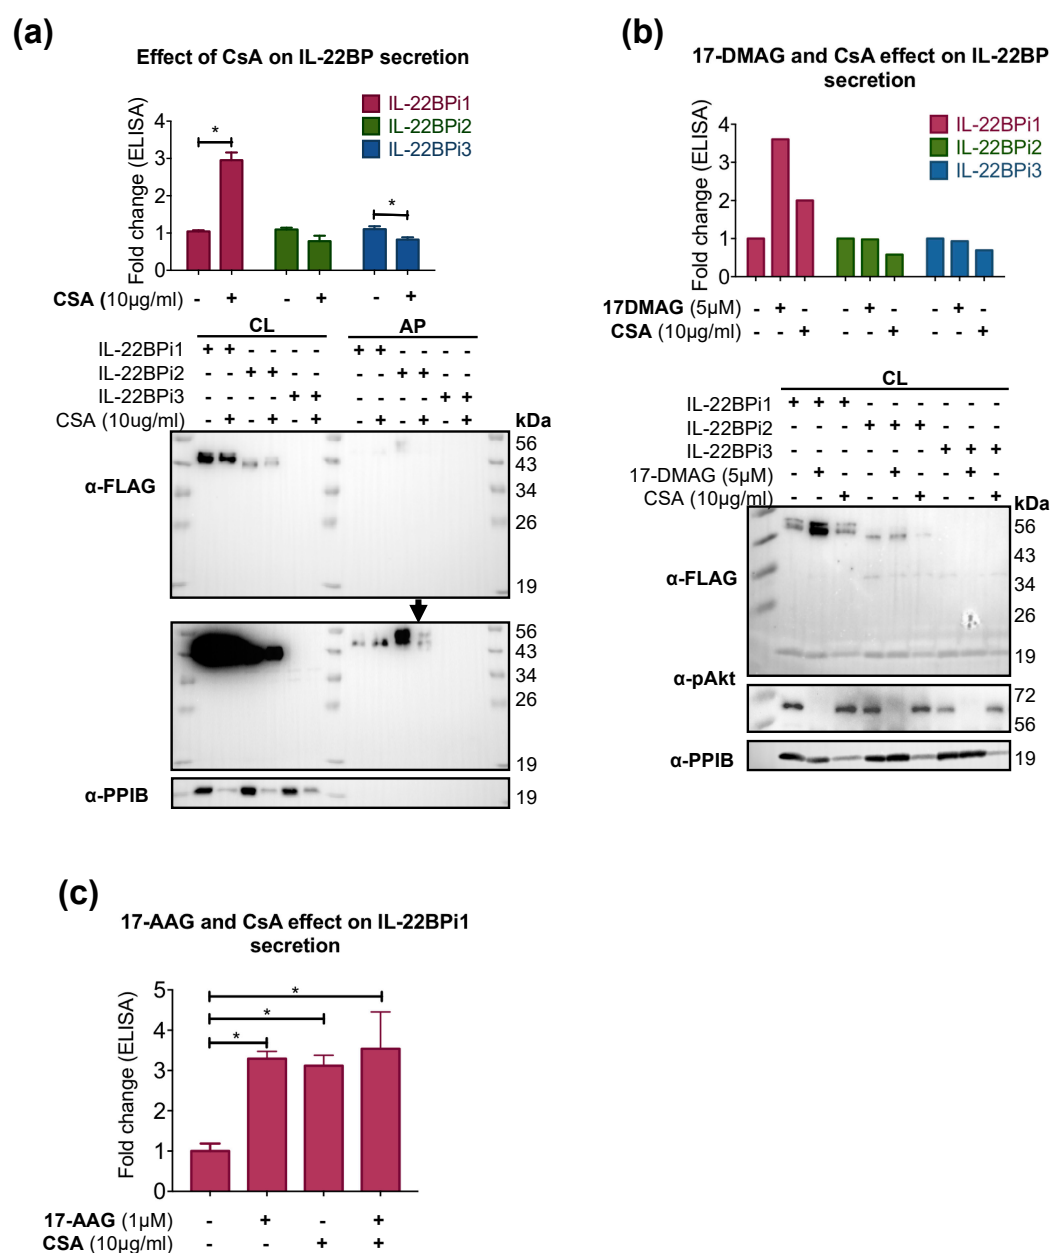 (a)
Effect of CsA on IL-22BP secretion
Fold change (ELISA)
4
3
2
1
0
*
*
IL-22BPi1
IL-22BPi2
IL-22BPi3
CSA (10µg/ml) - + - + - +
CL AP
IL-22BPi1 + + - - - - + + - - - -
IL-22BPi2 - - + + - - - - + + - -
IL-22BPi3 - - - - + + - - - - + +
CSA (10ug/ml) - + - + - + - + - + - +
kDa
α-FLAG
56
43
34
26
19
56
43
34
26
19
α-PPIB
19
(b)
17-DMAG and CsA effect on IL-22BP
secretion
Fold change (ELISA)
4
3
2
1
0
IL-22BPi1
IL-22BPi2
IL-22BPi3
17DMAG (5µM) - + - - + - - + -
CSA (10µg/ml) - - + - - + - - +
CL
IL-22BPi1 + + + - - - - - -
IL-22BPi2 - - - + + + - - -
IL-22BPi3 - - - - - - + + +
17-DMAG (5µM) - + - - + - - + -
CSA (10µg/ml) - - + - - + - - +
kDa
α-FLAG
56
43
34
26
19
α-pAkt
72
56
α-PPIB
19
(c)
17-AAG and CsA effect on IL-22BPi1
secretion
Fold change (ELISA)
5
4
3
2
1
0
*
*
*
17-AAG (1µM) - + - +
CSA (10µg/ml) - - + +